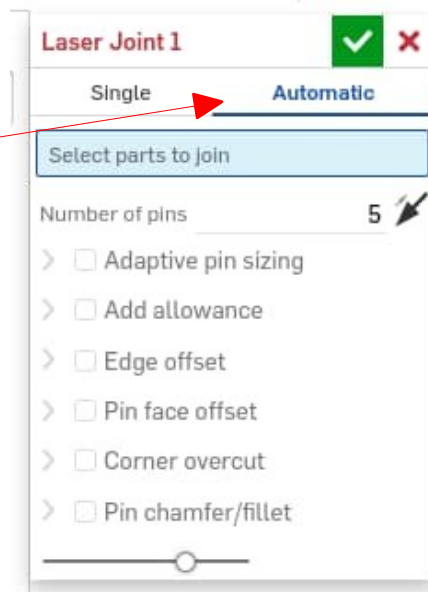 Laser Joint 1
Single Automatic
Select parts to join
Number of pins 5
Adaptive pin sizing
Add allowance
Edge offset
Pin face offset
Corner overcut
Pin chamfer/fillet